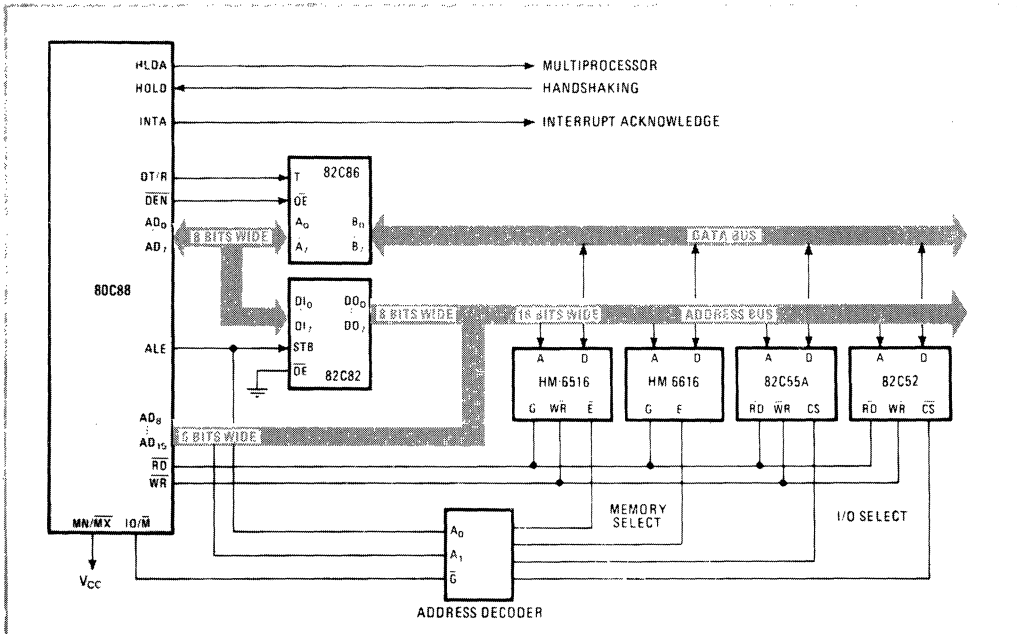 HLDA
HOLD
INTA
DT/R
DEN
AD0
AD7
80C88
ALE
AD8
AD15
RD
WR
MN/MX IO/M
VCC
MULTIPROCESSOR
HANDSHAKING
INTERRUPT ACKNOWLEDGE
82C86
T
OE
A0 B0
A7 B7
8 BITS WIDE
DATA BUS
DI0 DO0
DI7 DO7
STB
OE
82C82
8 BITS WIDE
16 BITS WIDE
ADDRESS BUS
A D
HM-6516
G WR E
A D
HM 6616
G E
A D
82C55A
RD WR CS
A D
82C52
RD WR CS
BITS WIDE
MEMORY
SELECT
I/O SELECT
A0
A1
G
ADDRESS DECODER